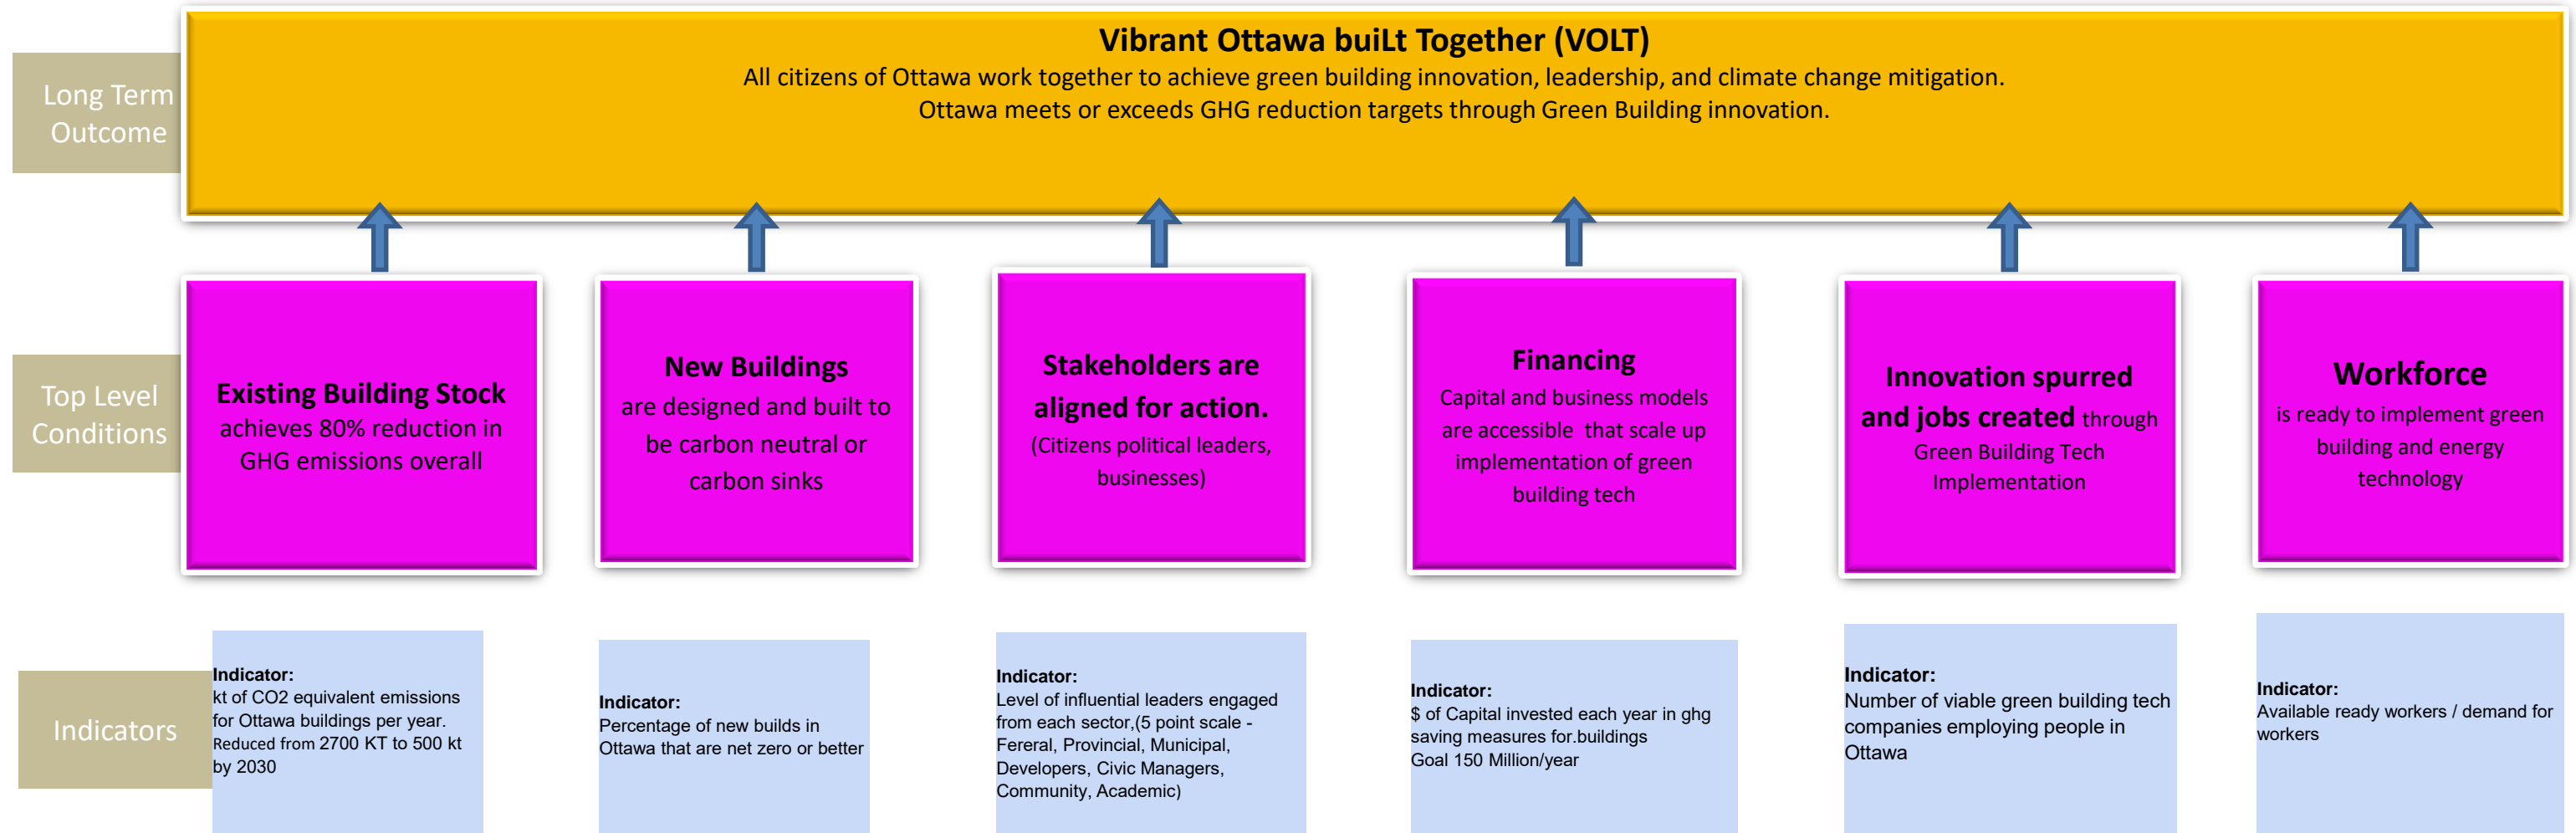 Vibrant Ottawa buiLt Together (VOLT)
All citizens of Ottawa work together to achieve green building innovation, leadership, and climate change mitigation.
Ottawa meets or exceeds GHG reduction targets through Green Building innovation.
Long Term
Outcome
Top Level
Conditions
Existing Building Stock
achieves 80% reduction in
GHG emissions overall
New Buildings
are designed and built to
be carbon neutral or
carbon sinks
Stakeholders are
aligned for action.
(Citizens political leaders,
businesses)
Financing
Capital and business models
are accessible  that scale up
implementation of green
building tech
Innovation spurred
and jobs created through
Green Building Tech
Implementation
Workforce
is ready to implement green
building and energy
technology
Indicators
Indicator:
kt of CO2 equivalent emissions
for Ottawa buildings per year.
Reduced from 2700 KT to 500 kt
by 2030
Indicator:
Percentage of new builds in
Ottawa that are net zero or better
Indicator:
Level of influential leaders engaged
from each sector,(5 point scale -
Fereral, Provincial, Municipal,
Developers, Civic Managers,
Community, Academic)
Indicator:
$ of Capital invested each year in ghg
saving measures for.buildings
Goal 150 Million/year
Indicator:
Number of viable green building tech
companies employing people in
Ottawa
Indicator:
Available ready workers / demand for
workers